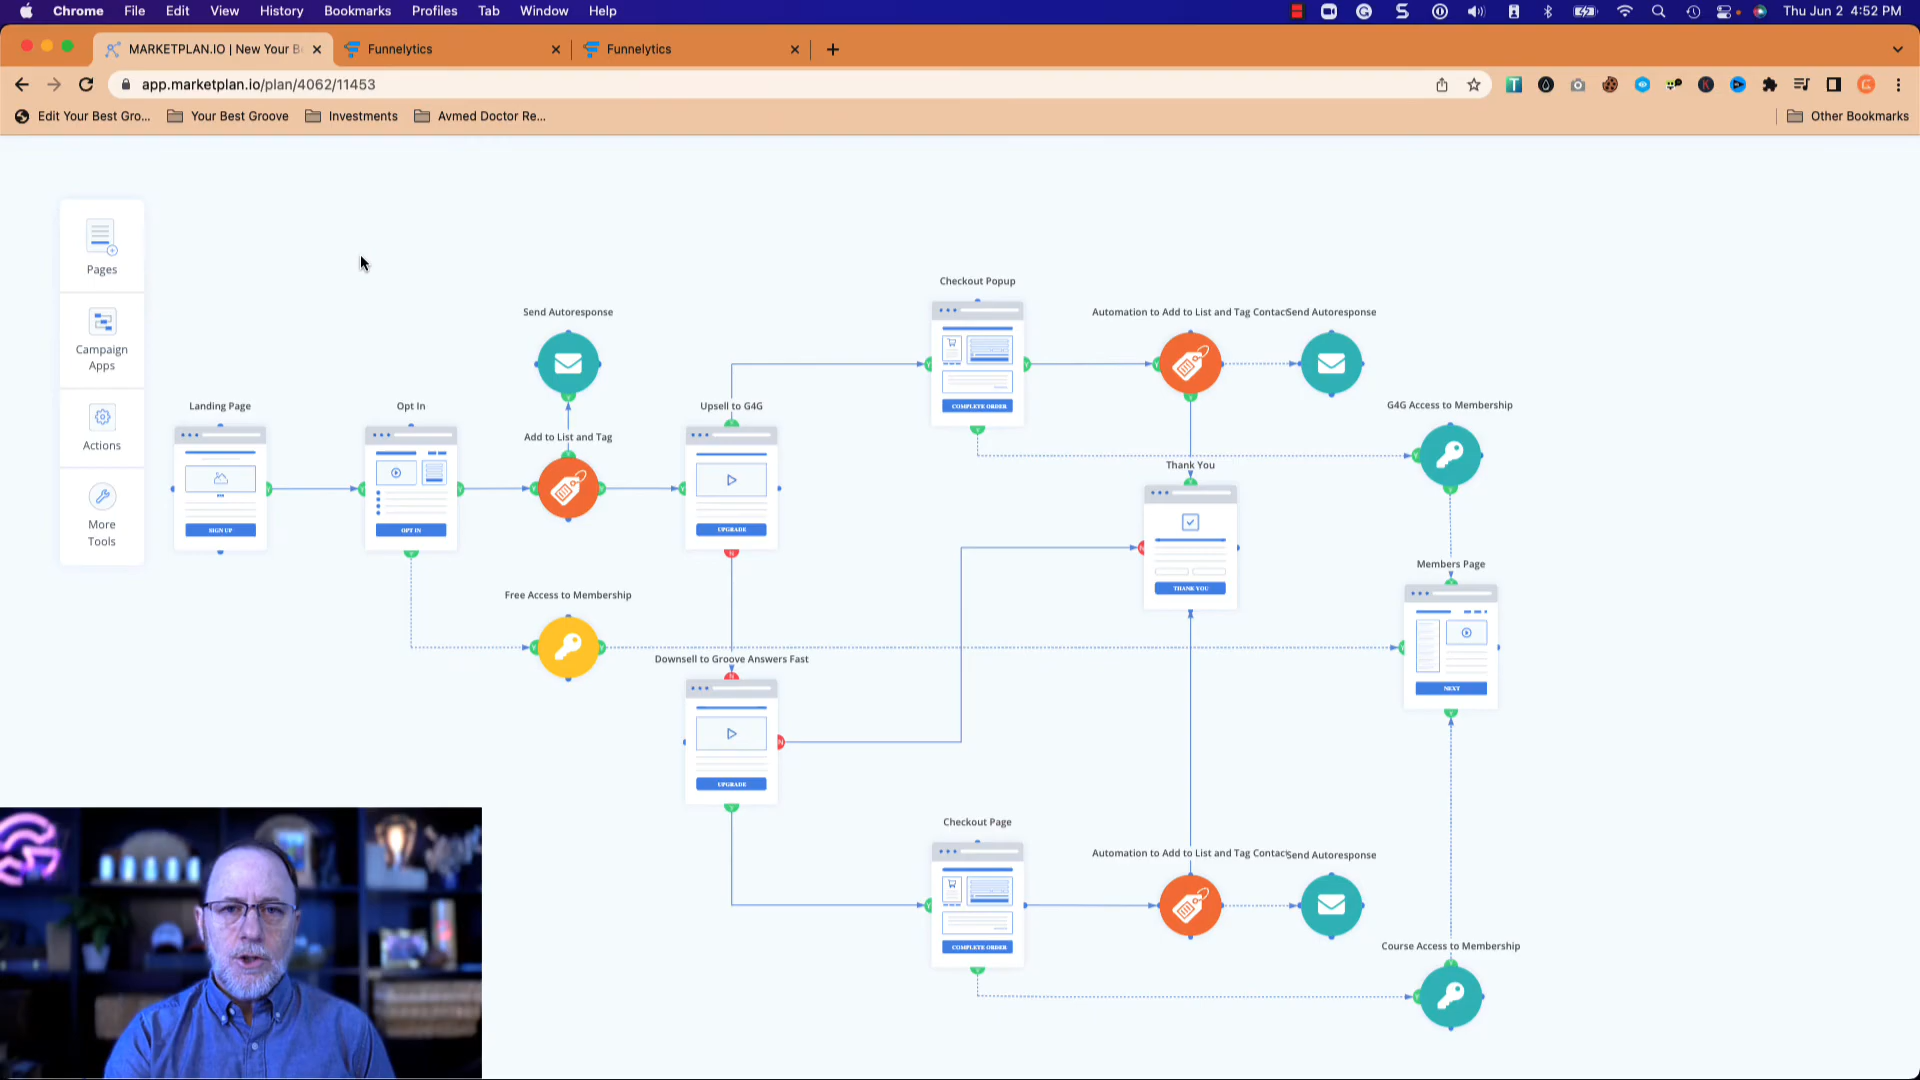 Chrome File Edit View History Bookmarks Profiles Tab Window Help Thu Jun 2 4:52 PM
MARKETPLAN.IO | New Your B Funnelytics Funnelytics
app.marketplan.io/plan/4062/11453
Edit Your Best Gro... Your Best Groove Investments Avmed Doctor Re... Other Bookmarks
Pages
Campaign
Apps
Actions
More
Tools
Landing Page
SIGN UP
Opt In
OPT IN
Send Autoresponse
Add to List and Tag
Upsell to G4G
UPGRADE
Free Access to Membership
Downsell to Groove Answers Fast
UPGRADE
Checkout Popup
COMPLETE ORDER
Automation to Add to List and Tag Contac
Send Autoresponse
G4G Access to Membership
Thank You
THANK YOU
Members Page
NEXT
Checkout Page
COMPLETE ORDER
Automation to Add to List and Tag Contac
Send Autoresponse
Course Access to Membership